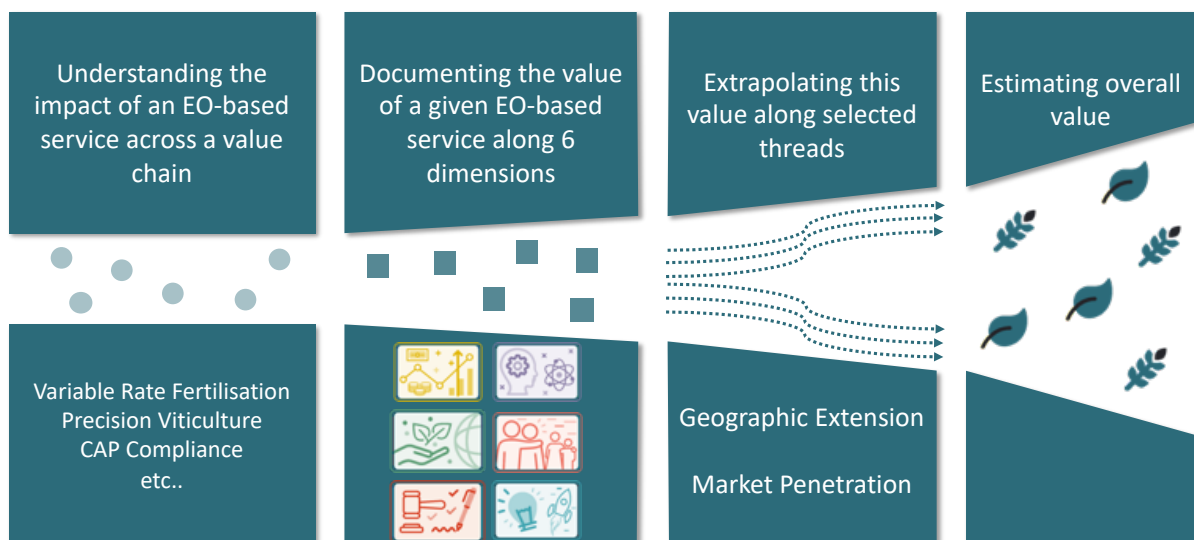 Understanding the
impact of an EO-based
service across a value
chain
Documenting the value
of a given EO-based
service along 6
dimensions
Extrapolating this
value along selected
threads
Estimating overall
value
Variable Rate Fertilisation
Precision Viticulture
CAP Compliance
etc..
Geographic Extension
Market Penetration